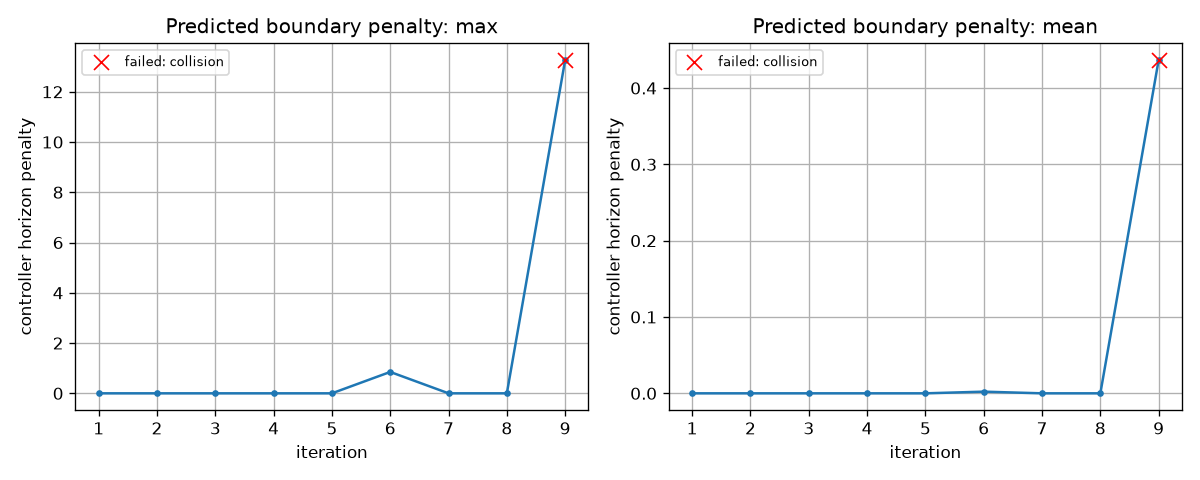 Predicted boundary penalty: max
failed: collision
controller horizon penalty
12
10
8
6
4
2
0
1 2 3 4 5 6 7 8 9
iteration
Predicted boundary penalty: mean
failed: collision
controller horizon penalty
0.4
0.3
0.2
0.1
0.0
1 2 3 4 5 6 7 8 9
iteration